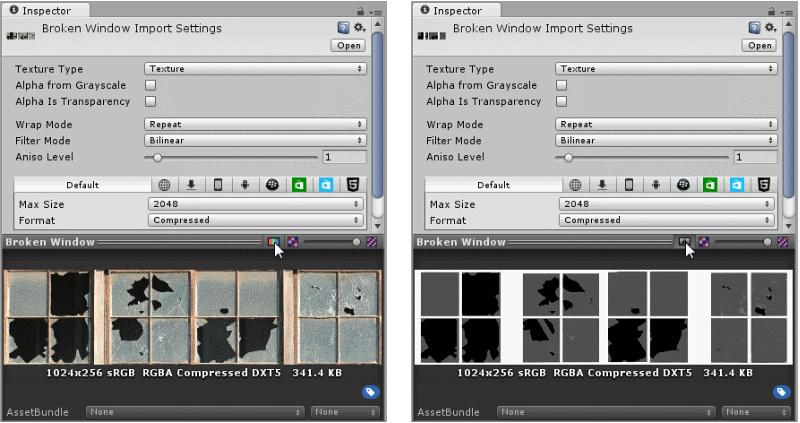 Inspector
Broken Window Import Settings
Open
Texture Type Texture
Alpha from Grayscale
Alpha Is Transparency
Wrap Mode Repeat
Filter Mode Bilinear
Aniso Level 1
Default
Max Size 2048
Format Compressed
Broken Window
1024x256 sRGB RGBA Compressed DXT5 341.4 KB
AssetBundle None None
Inspector
Broken Window Import Settings
Open
Texture Type Texture
Alpha from Grayscale
Alpha Is Transparency
Wrap Mode Repeat
Filter Mode Bilinear
Aniso Level 1
Default
Max Size 2048
Format Compressed
Broken Window
1024x256 sRGB RGBA Compressed DXT5 341.4 KB
AssetBundle None None